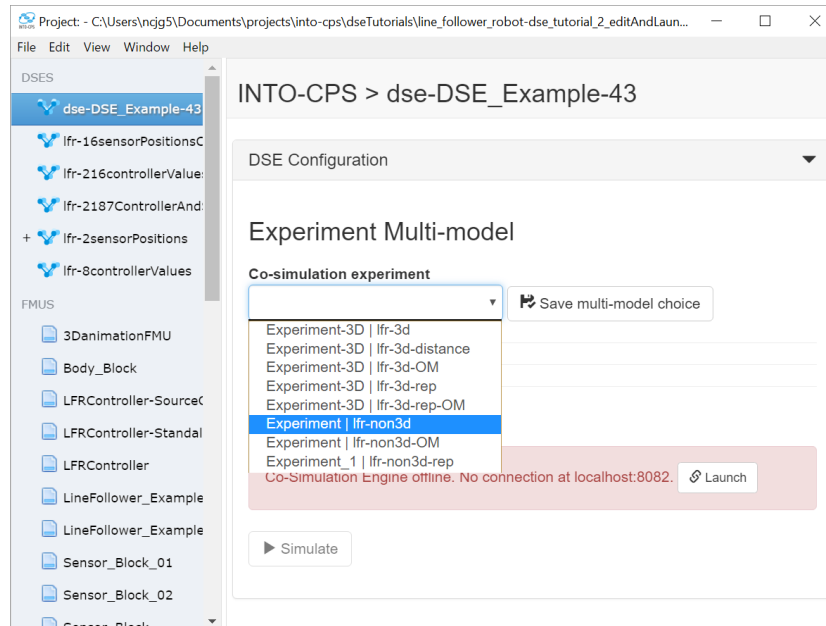 Project: - C:\Users\ncjg5\Documents\projects\into-cps\dseTutorials\line_follower_robot-dse_tutorial_2_editAndLaun...
File Edit View Window Help
DSES
dse-DSE_Example-43
lfr-16sensorPositionsC
lfr-216controllerValue
lfr-2187ControllerAnd
+ lfr-2sensorPositions
lfr-8controllerValues
FMUS
3DanimationFMU
Body_Block
LFRController-Source
LFRController-Standal
LFRController
LineFollower_Example
LineFollower_Example
Sensor_Block_01
Sensor_Block_02
Sensor_Block
INTO-CPS > dse-DSE_Example-43
DSE Configuration
Experiment Multi-model
Co-simulation experiment
Save multi-model choice
Experiment-3D | lfr-3d
Experiment-3D | lfr-3d-distance
Experiment-3D | lfr-3d-OM
Experiment-3D | lfr-3d-rep
Experiment-3D | lfr-3d-rep-OM
Experiment | lfr-non3d
Experiment | lfr-non3d-OM
Experiment_1 | lfr-non3d-rep
Co-Simulation Engine offline. No connection at localhost:8082. Launch
Simulate